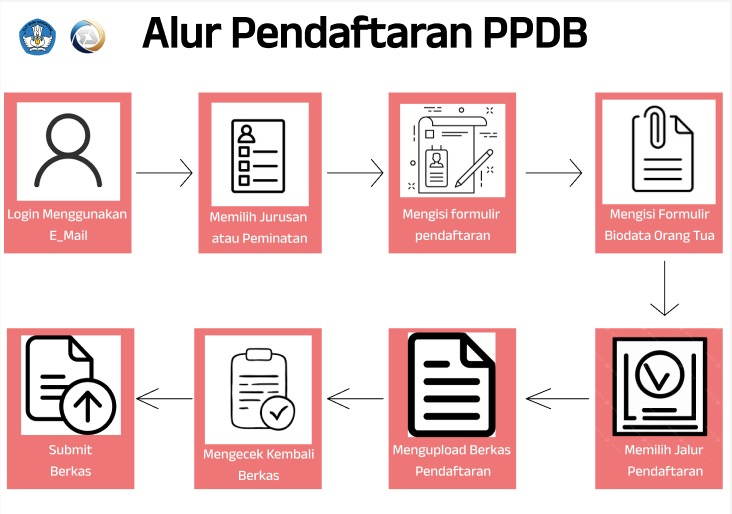 Alur Pendaftaran PPDB
Login Menggunakan
E_Mail
Memilih Jurusan
atau Peminatan
Mengisi formulir
pendaftaran
Mengisi Formulir
Biodata Orang Tua
Memilih Jalur
Pendaftaran
Mengupload Berkas
Pendaftaran
Mengecek Kembali
Berkas
Submit
Berkas